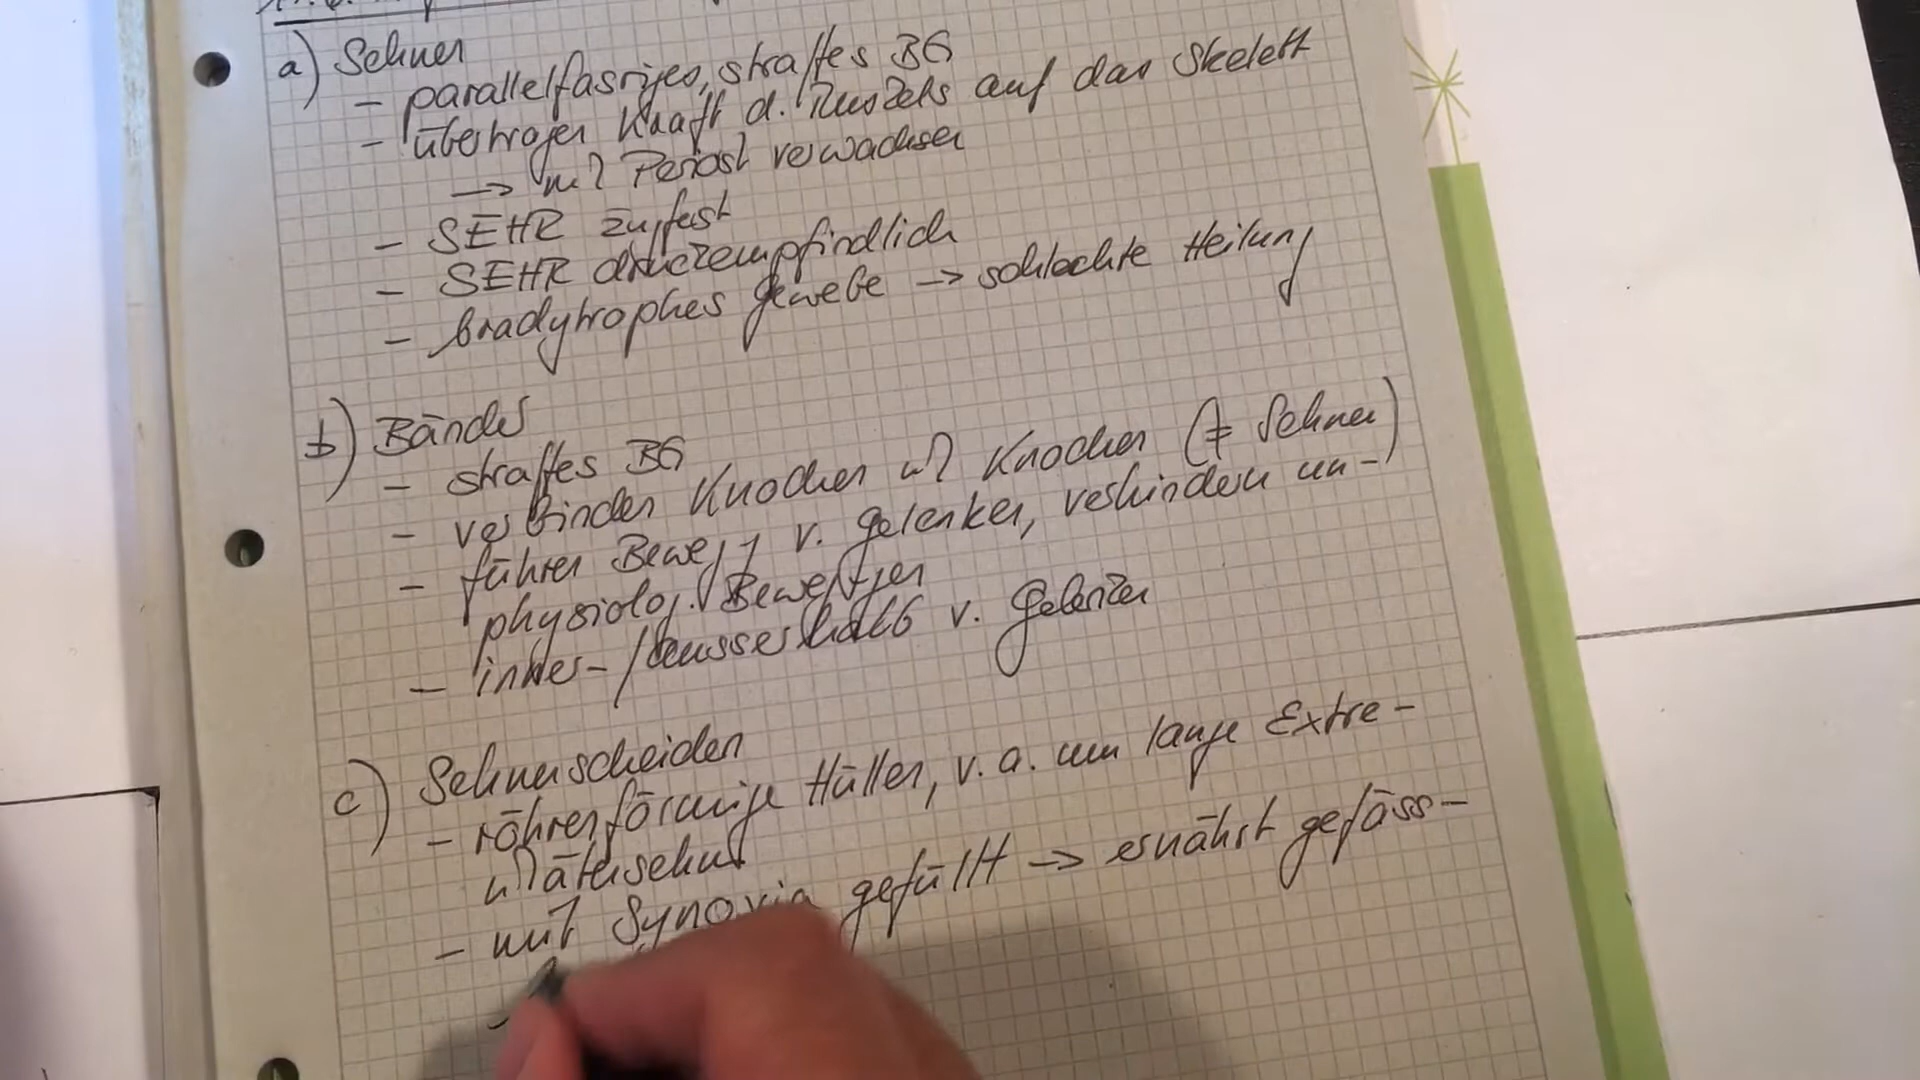 a) Sehnen
- parallelfasriges, straffes BG
- übertragen Kraft d. Muskels auf das Skelett
→ mit Periost verwachsen
- SEHR zugfest
- SEHR druckempfindlich
- bradytrophes Gewebe → schlechte Heilung
b) Bänder
- straffes BG
- verbinden Knochen mit Knochen (≠ Sehnen)
- führen Bewegg v. Gelenken, verhindern un-
physiolog. Bewegungen
- inner-/ausserhalb v. Gelenken
c) Sehnenscheiden
- röhrenförmige Hüllen, v.a. um lange Extre-
mitätensehnen
- mit Synovia gefüllt → ernährt gefäss-